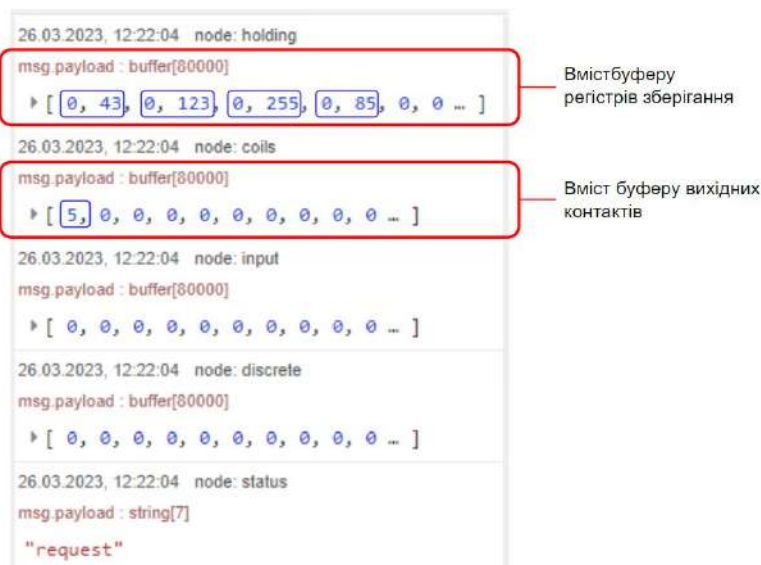 26.03.2023, 12:22:04 node: holding
msg.payload : buffer[80000]
[ 0, 43, 0, 123, 0, 255, 0, 85, 0, 0 … ]
Вмістбуферу
регістрів зберігання
26.03.2023, 12:22:04 node: coils
msg.payload : buffer[80000]
[ 5, 0, 0, 0, 0, 0, 0, 0, 0, 0 … ]
Вміст буферу вихідних
контактів
26.03.2023, 12:22:04 node: input
msg.payload : buffer[80000]
[ 0, 0, 0, 0, 0, 0, 0, 0, 0, 0 … ]
26.03.2023, 12:22:04 node: discrete
msg.payload : buffer[80000]
[ 0, 0, 0, 0, 0, 0, 0, 0, 0, 0 … ]
26.03.2023, 12:22:04 node: status
msg.payload : string[7]
"request"